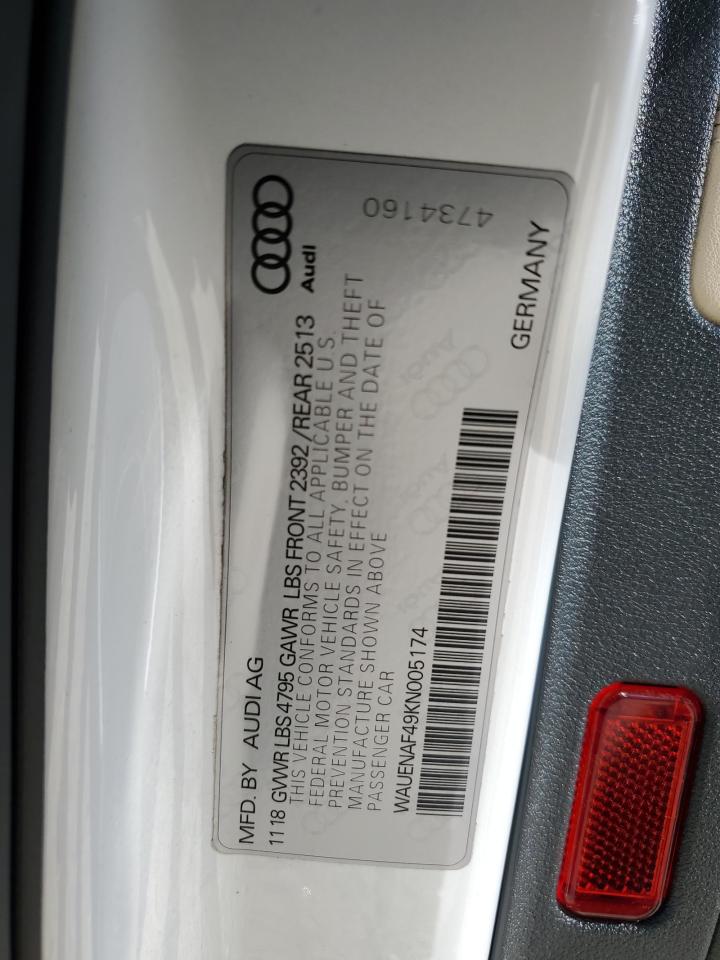 MFD. BY AUDI AG
Audi
11 18 GVWR LBS 4795 GAWR LBS FRONT 2392 /REAR 2513
THIS VEHICLE CONFORMS TO ALL APPLICABLE U.S.
FEDERAL MOTOR VEHICLE SAFETY, BUMPER AND THEFT
PREVENTION STANDARDS IN EFFECT ON THE DATE OF
MANUFACTURE SHOWN ABOVE
PASSENGER CAR
4734160
WAUENAF49KN005174
GERMANY